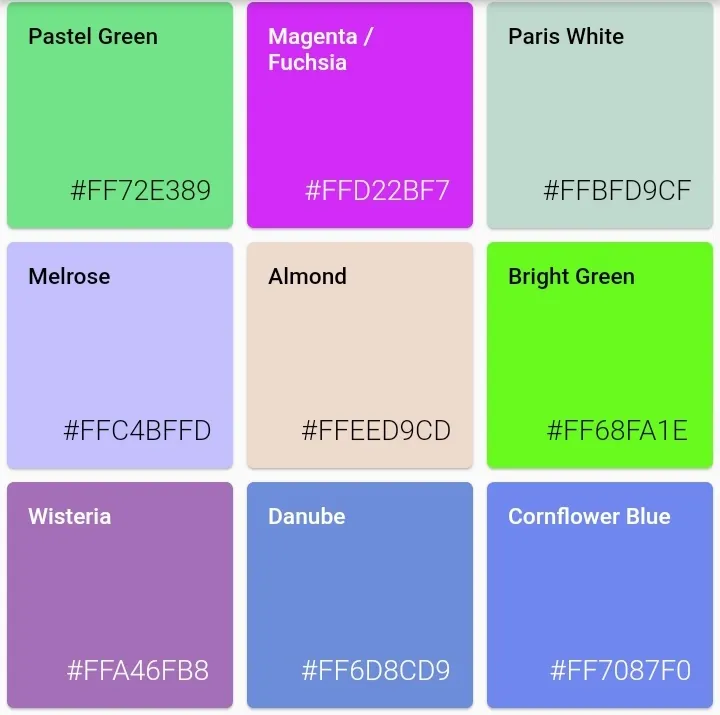 Pastel Green
#FF72E389
Magenta /
Fuchsia
#FFD22BF7
Paris White
#FFBFD9CF
Melrose
#FFC4BFFD
Almond
#FFEED9CD
Bright Green
#FF68FA1E
Wisteria
#FFA46FB8
Danube
#FF6D8CD9
Cornflower Blue
#FF7087F0